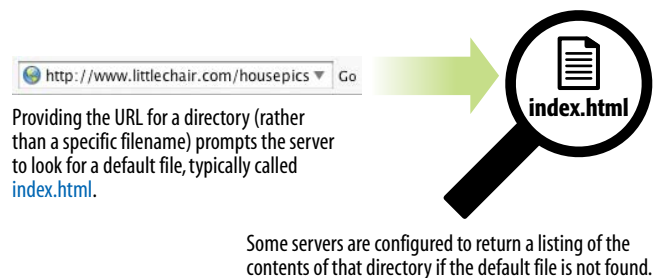 http://www.littlechair.com/housepics Go
index.html
Providing the URL for a directory (rather
than a specific filename) prompts the server
to look for a default file, typically called
index.html.
Some servers are configured to return a listing of the
contents of that directory if the default file is not found.